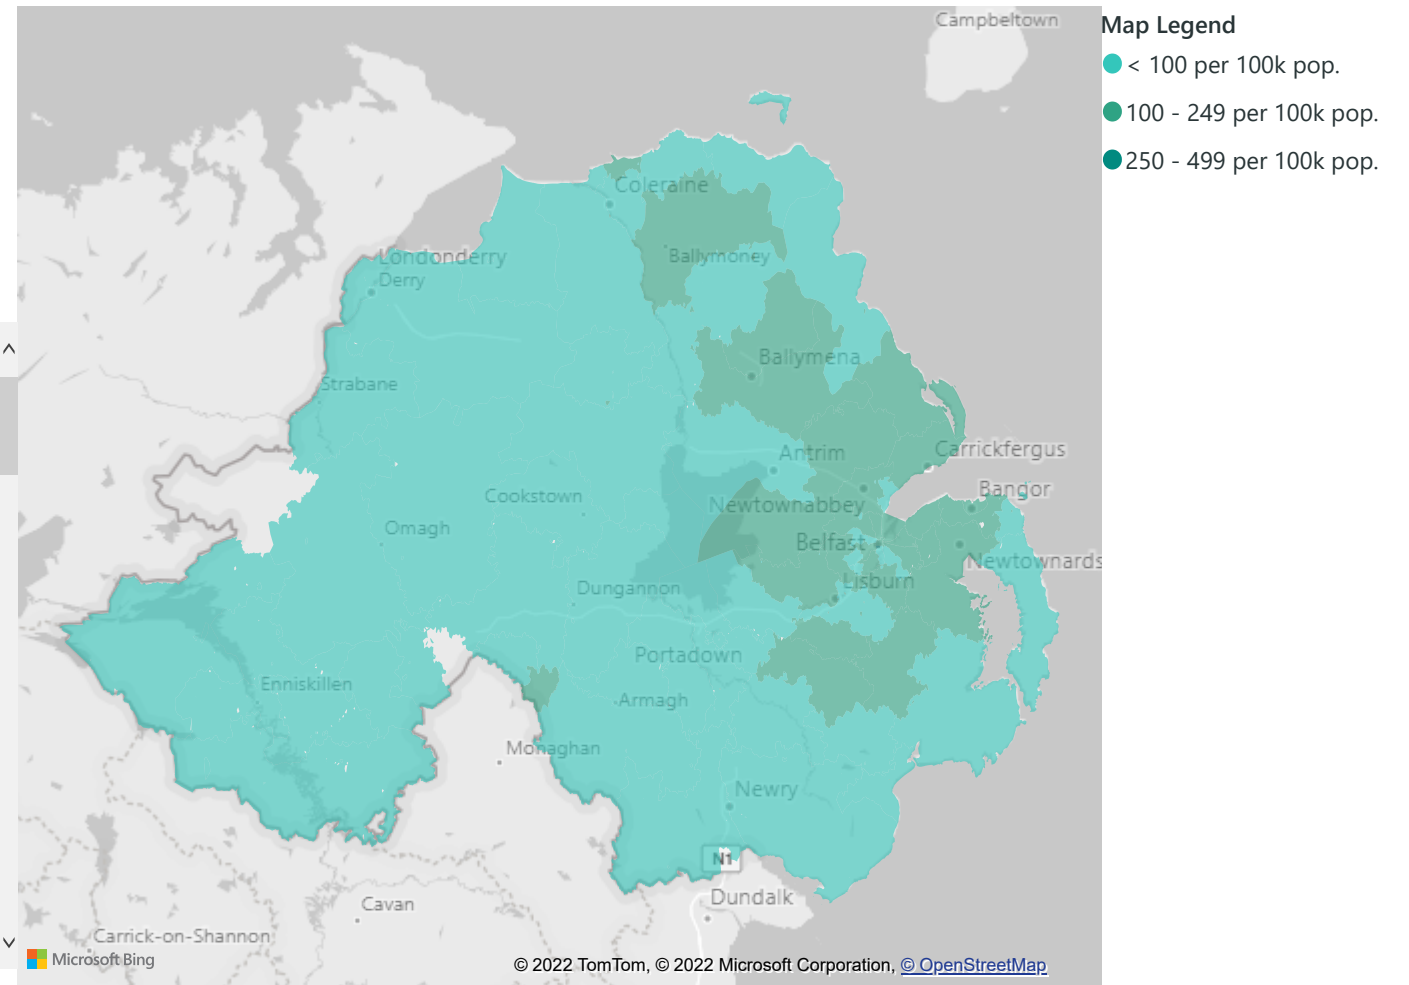 Campbeltown
Map Legend
< 100 per 100k pop.
100 - 249 per 100k pop.
250 - 499 per 100k pop.
Coleraine
Londonderry
Derry
Ballymoney
Ballymena
Strabane
Antrim
Carrickfergus
Bangor
Cookstown
Newtownabbey
Omagh
Belfast
Newtownards
Lisburn
Dungannon
Portadown
Enniskillen
Armagh
Monaghan
Newry
N1
Dundalk
Cavan
Carrick-on-Shannon
Microsoft Bing
© 2022 TomTom, © 2022 Microsoft Corporation, © OpenStreetMap